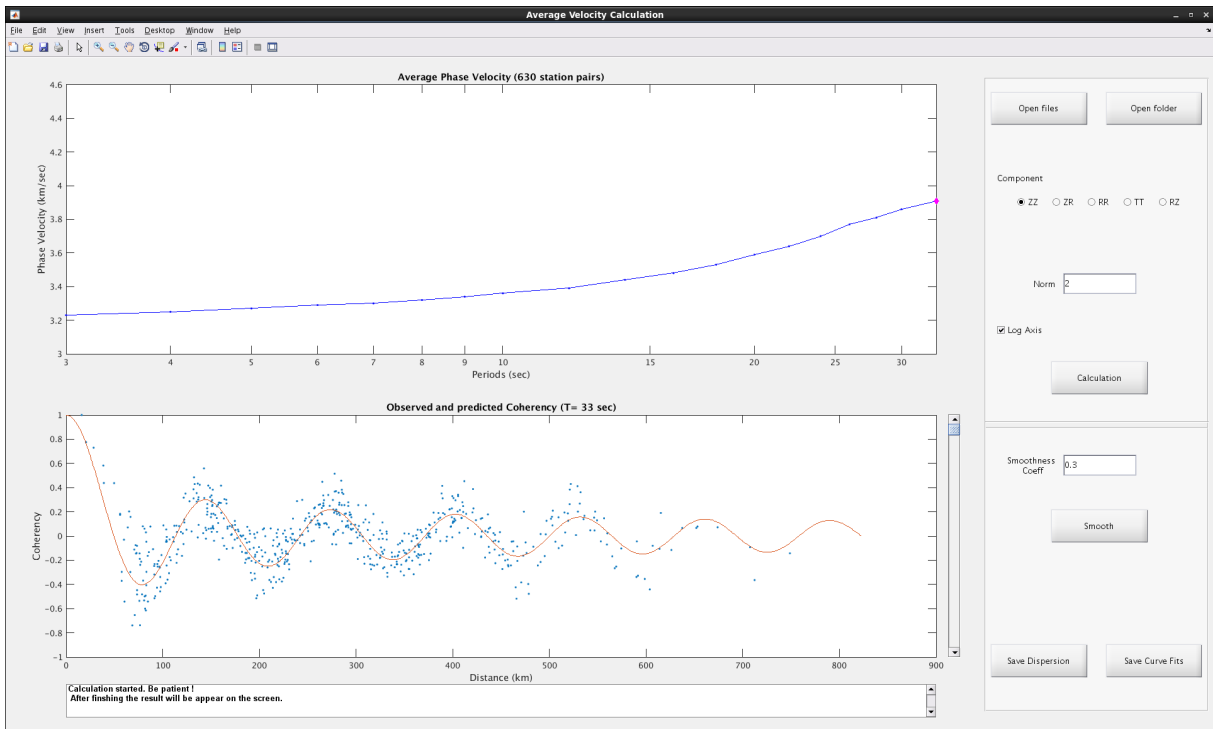 Average Velocity Calculation
File Edit View Insert Tools Desktop Window Help
Average Phase Velocity (630 station pairs)
4.6
4.4
4.2
4
3.8
3.6
3.4
3.2
3
Phase Velocity (km/sec)
3 4 5 6 7 8 9 10 15 20 25 30
Periods (sec)
Observed and predicted Coherency (T= 33 sec)
1
0.8
0.6
0.4
0.2
0
-0.2
-0.4
-0.6
-0.8
-1
Coherency
0 100 200 300 400 500 600 700 800 900
Distance (km)
Calculation started. Be patient !
After finshing the result will be appear on the screen.
Open files Open folder
Component
ZZ ZR RR TT RZ
Norm 2
Log Axis
Calculation
Smoothness
Coeff
0.3
Smooth
Save Dispersion Save Curve Fits